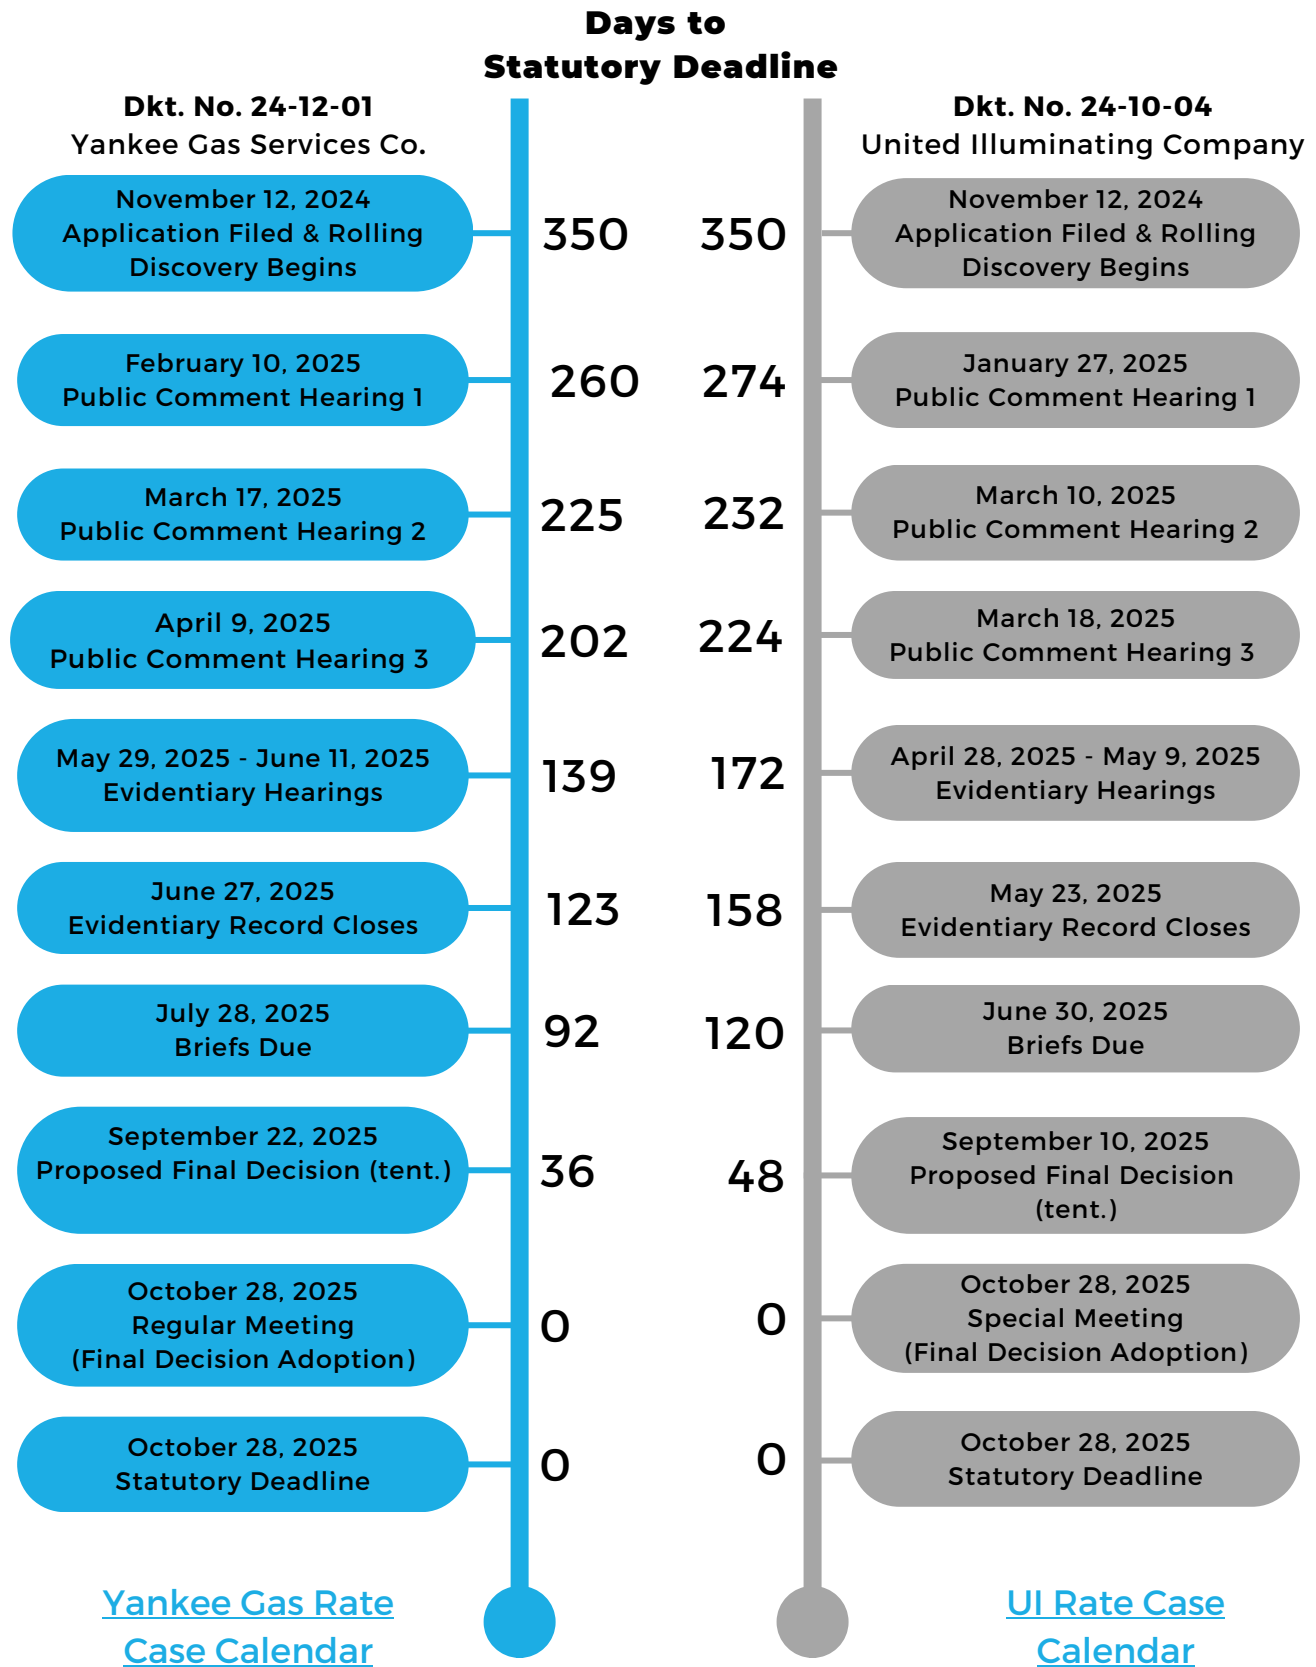 Days to
Statutory Deadline
Dkt. No. 24-12-01
Yankee Gas Services Co.
November 12, 2024
Application Filed & Rolling
Discovery Begins
350
February 10, 2025
Public Comment Hearing 1
260
March 17, 2025
Public Comment Hearing 2
225
April 9, 2025
Public Comment Hearing 3
202
May 29, 2025 - June 11, 2025
Evidentiary Hearings
139
June 27, 2025
Evidentiary Record Closes
123
July 28, 2025
Briefs Due
92
September 22, 2025
Proposed Final Decision (tent.)
36
October 28, 2025
Regular Meeting
(Final Decision Adoption)
0
October 28, 2025
Statutory Deadline
0
Yankee Gas Rate
Case Calendar
Dkt. No. 24-10-04
United Illuminating Company
350
November 12, 2024
Application Filed & Rolling
Discovery Begins
274
January 27, 2025
Public Comment Hearing 1
232
March 10, 2025
Public Comment Hearing 2
224
March 18, 2025
Public Comment Hearing 3
172
April 28, 2025 - May 9, 2025
Evidentiary Hearings
158
May 23, 2025
Evidentiary Record Closes
120
June 30, 2025
Briefs Due
48
September 10, 2025
Proposed Final Decision
(tent.)
0
October 28, 2025
Special Meeting
(Final Decision Adoption)
0
October 28, 2025
Statutory Deadline
UI Rate Case
Calendar